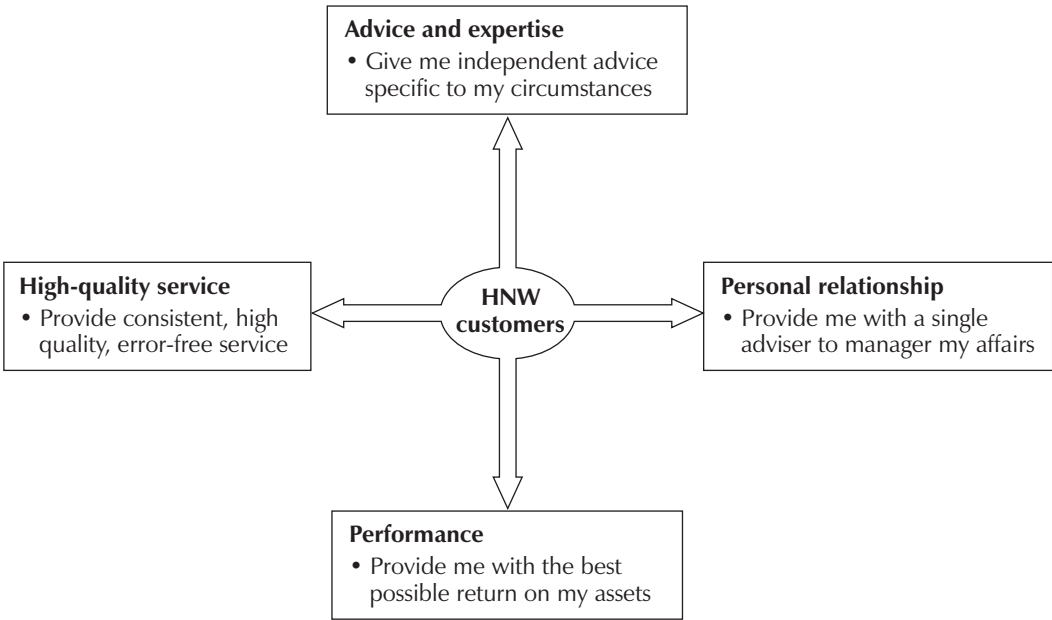 Advice and expertise
• Give me independent advice
specific to my circumstances
High-quality service
• Provide consistent, high
quality, error-free service
HNW
customers
Personal relationship
• Provide me with a single
adviser to manager my affairs
Performance
• Provide me with the best
possible return on my assets